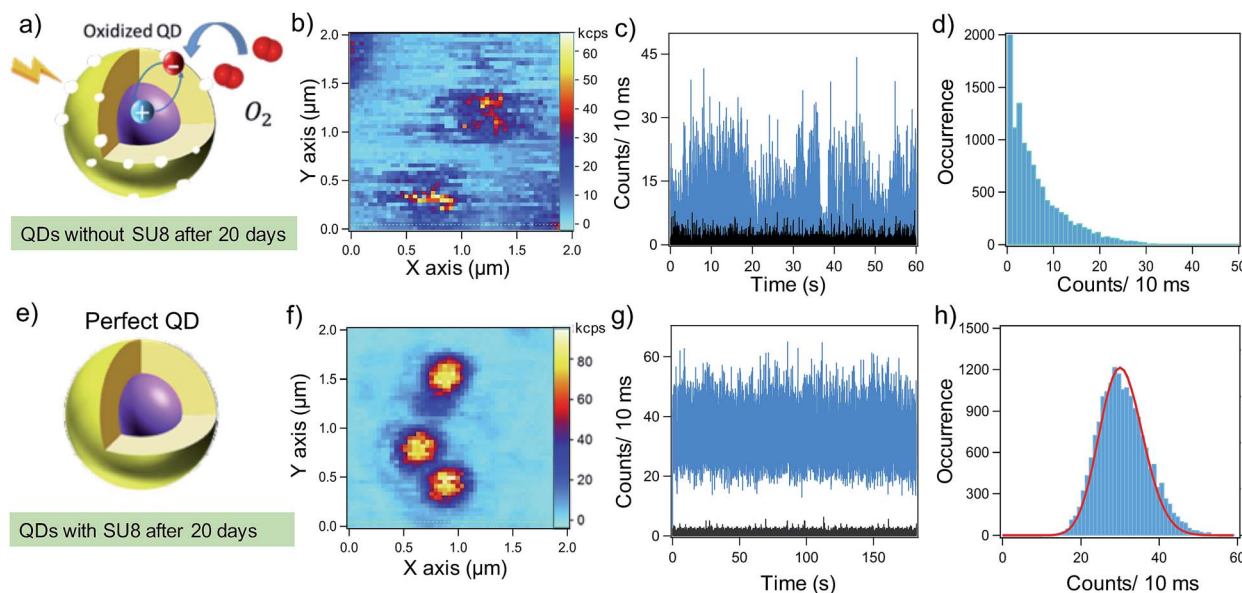 a)
Oxidized QD
−
+
O₂
QDs without SU8 after 20 days
b)
kcps
60
50
40
30
20
10
0
2.0
1.5
1.0
0.5
0.0
Y axis (µm)
0.0 0.5 1.0 1.5 2.0
X axis (µm)
c)
45
30
15
0
Counts/ 10 ms
0 10 20 30 40 50 60
Time (s)
d)
2000
1500
1000
500
0
Occurrence
0 10 20 30 40 50
Counts/ 10 ms
e)
Perfect QD
QDs with SU8 after 20 days
f)
kcps
80
60
40
20
0
2.0
1.5
1.0
0.5
0.0
Y axis (µm)
0.0 0.5 1.0 1.5 2.0
X axis (µm)
g)
60
40
20
0
Counts/ 10 ms
0 50 100 150
Time (s)
h)
1500
1200
900
600
300
0
Occurrence
0 20 40 60
Counts/ 10 ms